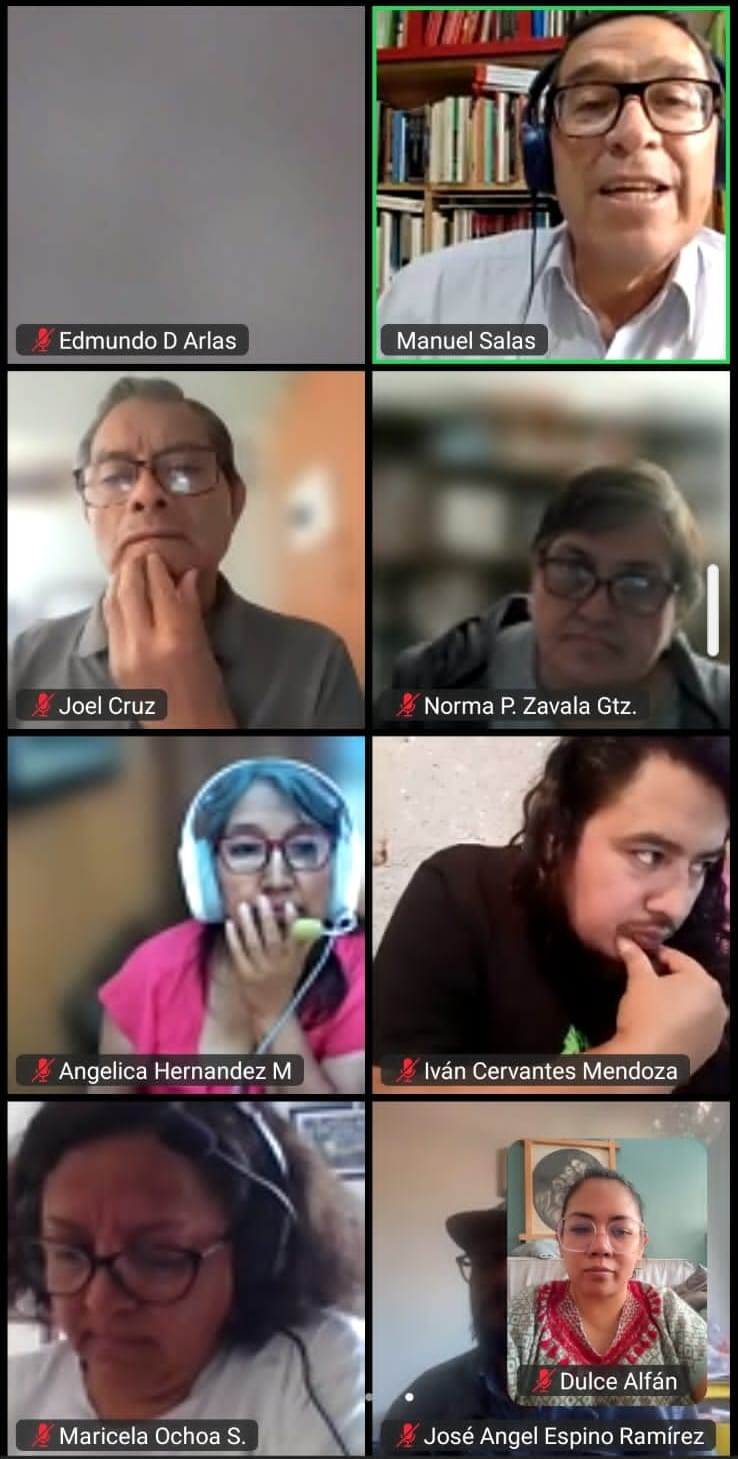 Edmundo D Arlas
Manuel Salas
Joel Cruz
Norma P. Zavala Gtz.
Angelica Hernandez M
Iván Cervantes Mendoza
Maricela Ochoa S.
Dulce Alfán
José Angel Espino Ramírez